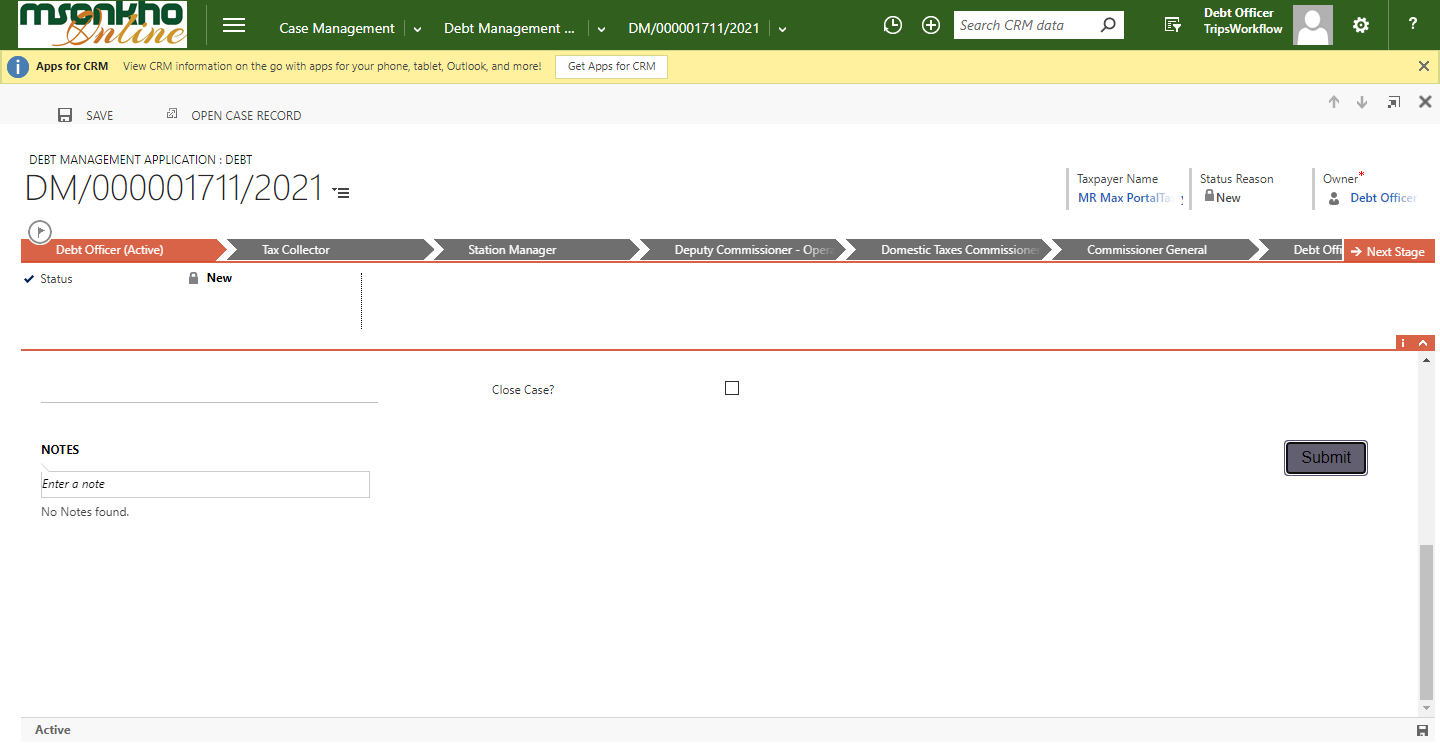 msonkho
Online
Case Management
Debt Management ...
DM/000001711/2021
Search CRM data
Debt Officer
TripsWorkflow
?
i
Apps for CRM
View CRM information on the go with apps for your phone, tablet, Outlook, and more!
Get Apps for CRM
SAVE
OPEN CASE RECORD
DEBT MANAGEMENT APPLICATION : DEBT
DM/000001711/2021
Taxpayer Name
MR Max PortalTa
Status Reason
New
Owner*
Debt Officer
Debt Officer (Active)
Tax Collector
Station Manager
Deputy Commissioner - Oper
Domestic Taxes Commissione
Commissioner General
Debt Offi
Next Stage
Status
New
i
Close Case?
NOTES
Submit
Enter a note
No Notes found.
Active